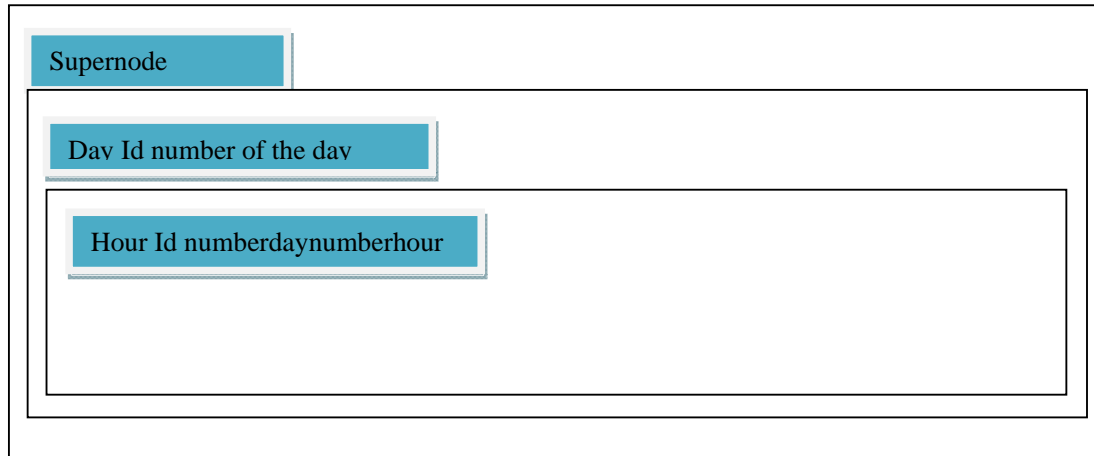 Supernode
Day Id number of the day
Hour Id numberdaynumberhour